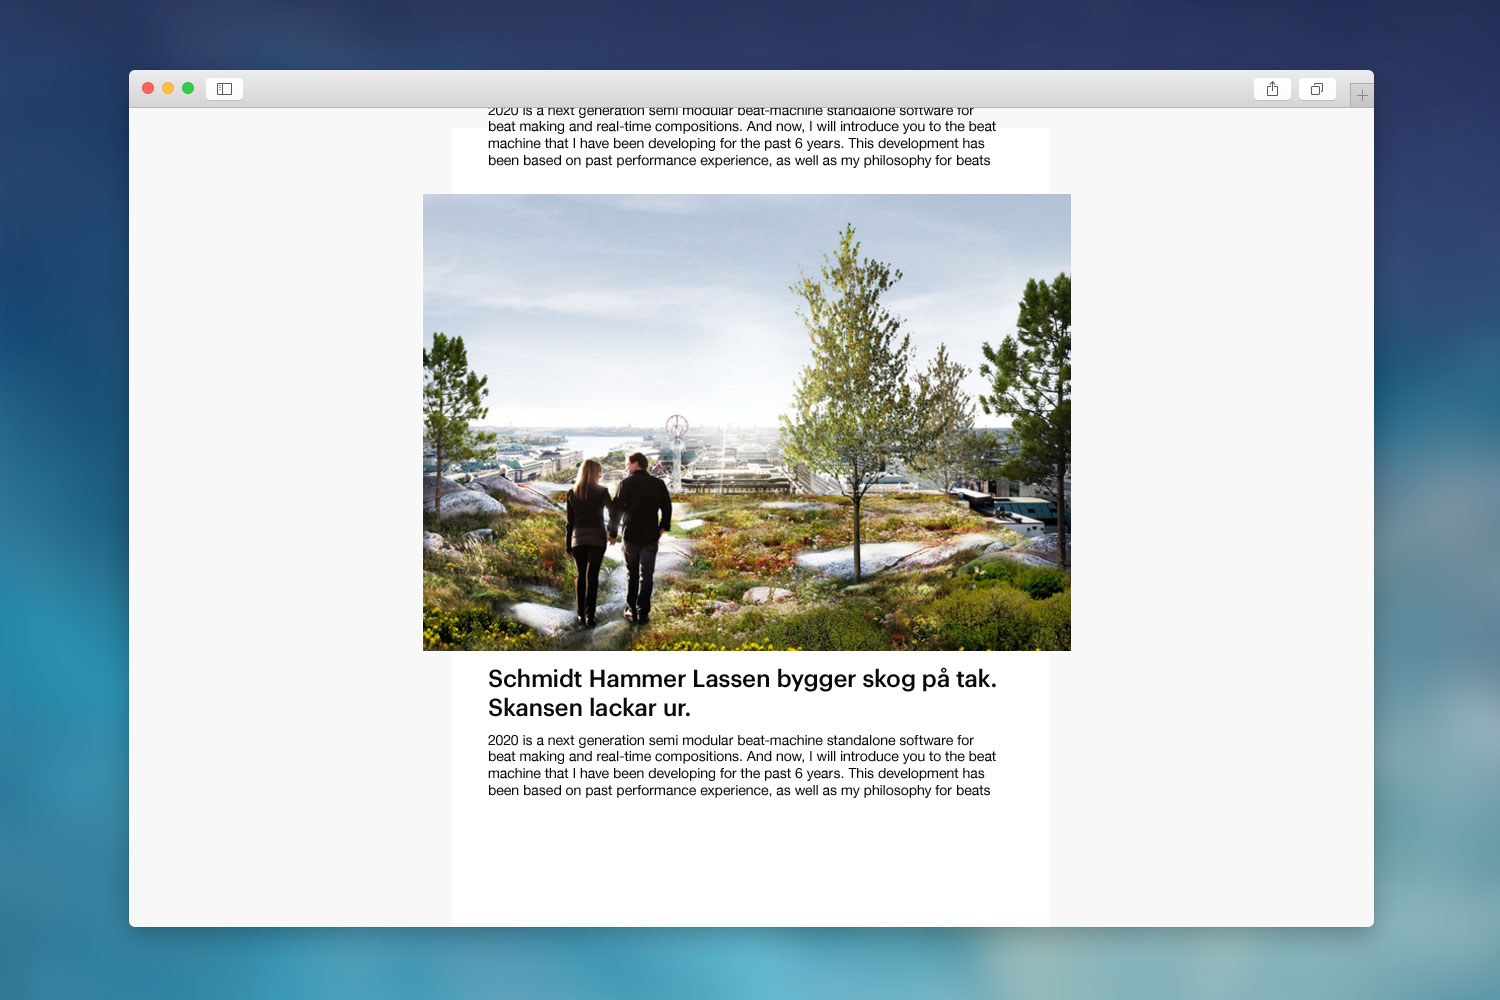 2020 is a next generation semi modular beat-machine standalone software for
beat making and real-time compositions. And now, I will introduce you to the beat
machine that I have been developing for the past 6 years. This development has
been based on past performance experience, as well as my philosophy for beats
Schmidt Hammer Lassen bygger skog på tak.
Skansen lackar ur.
2020 is a next generation semi modular beat-machine standalone software for
beat making and real-time compositions. And now, I will introduce you to the beat
machine that I have been developing for the past 6 years. This development has
been based on past performance experience, as well as my philosophy for beats